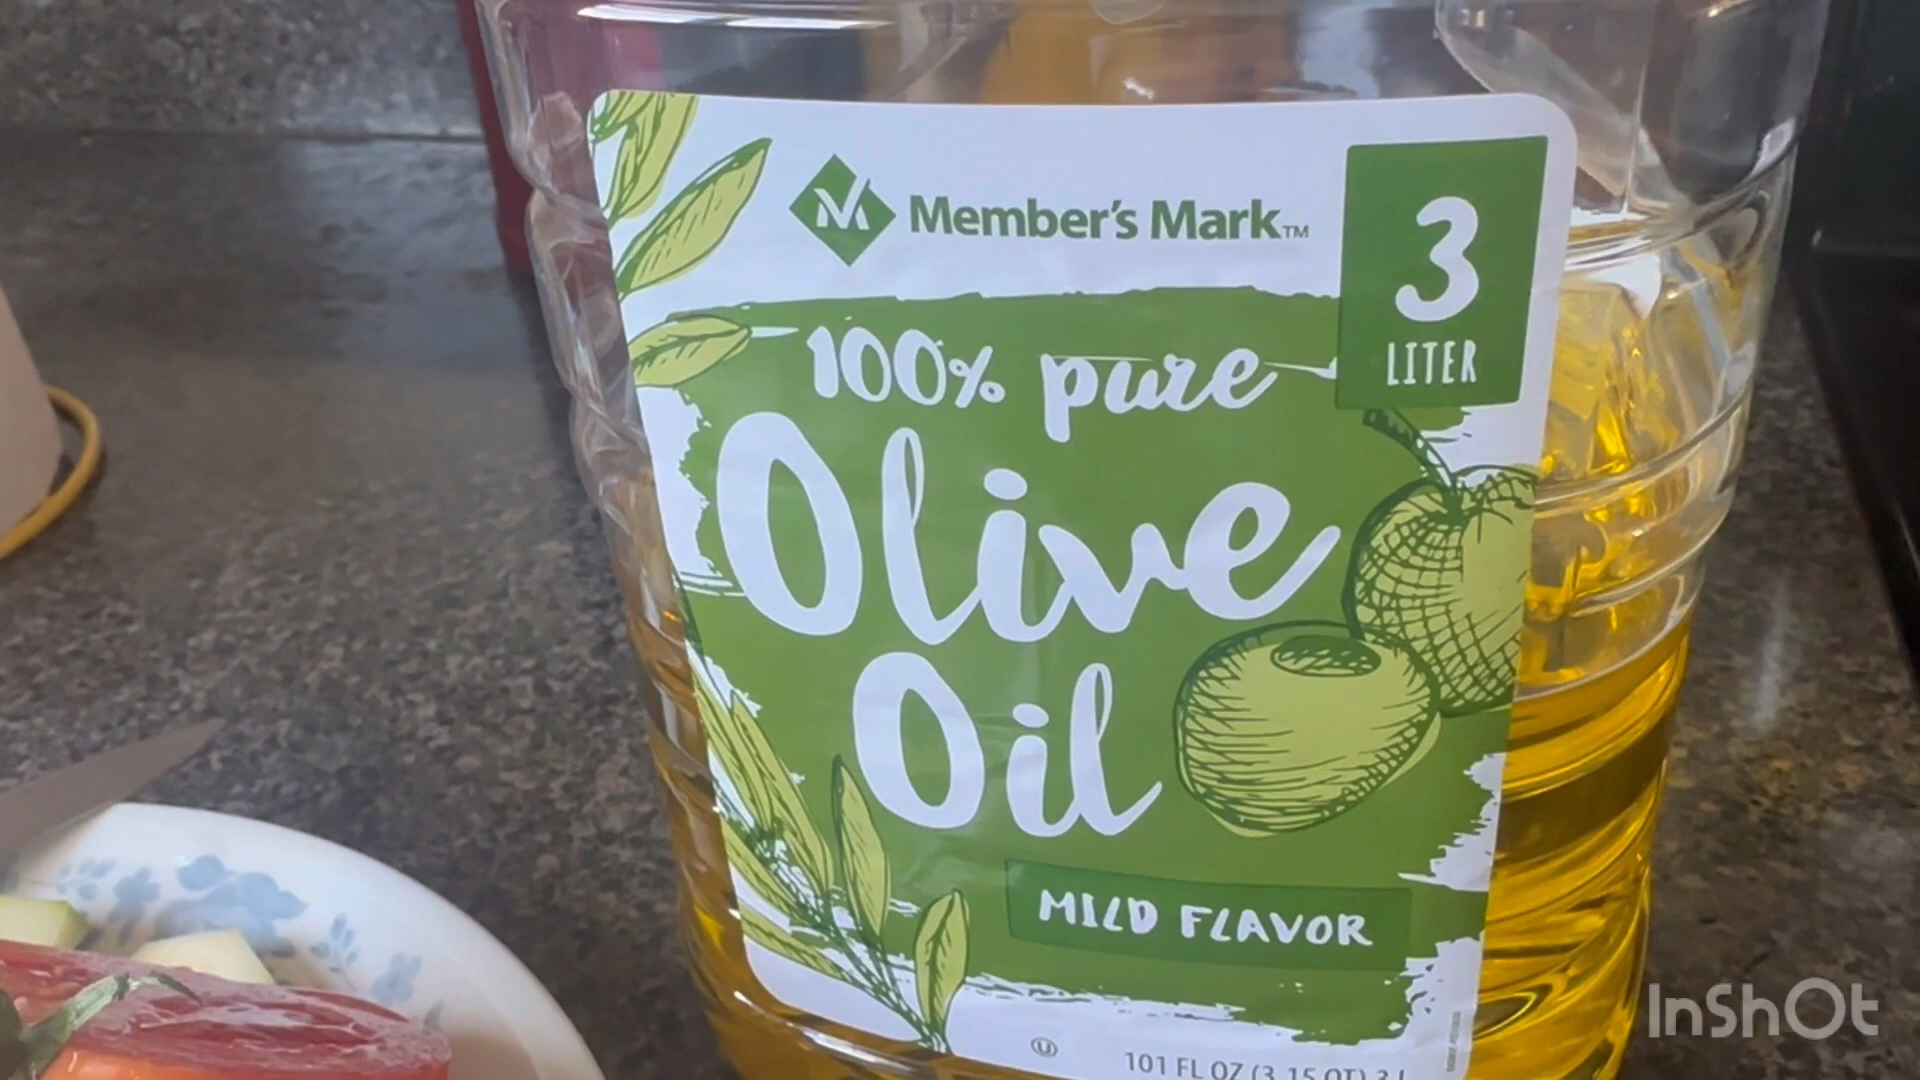 Member's Mark™
3
LITER
100% pure
Olive
Oil
MILD FLAVOR
U
101 FL OZ (3.15 QT) 3 L
InShOt